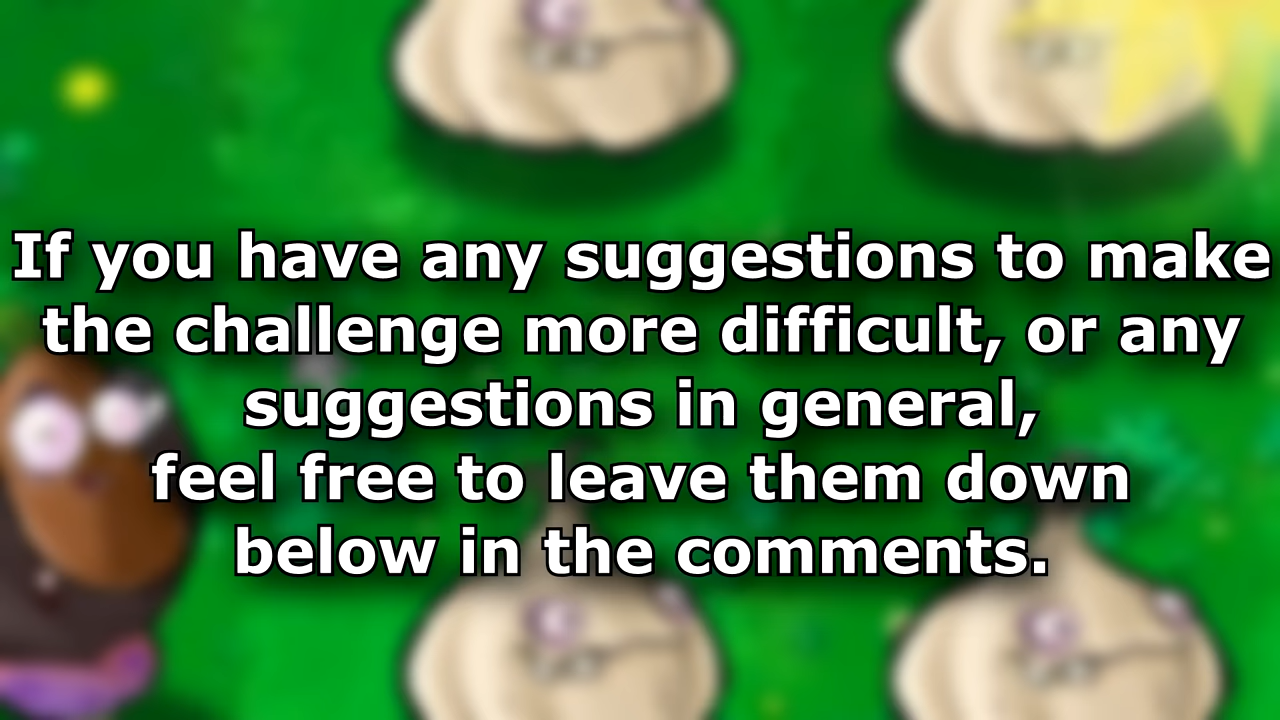 If you have any suggestions to make
the challenge more difficult, or any
suggestions in general,
feel free to leave them down
below in the comments.